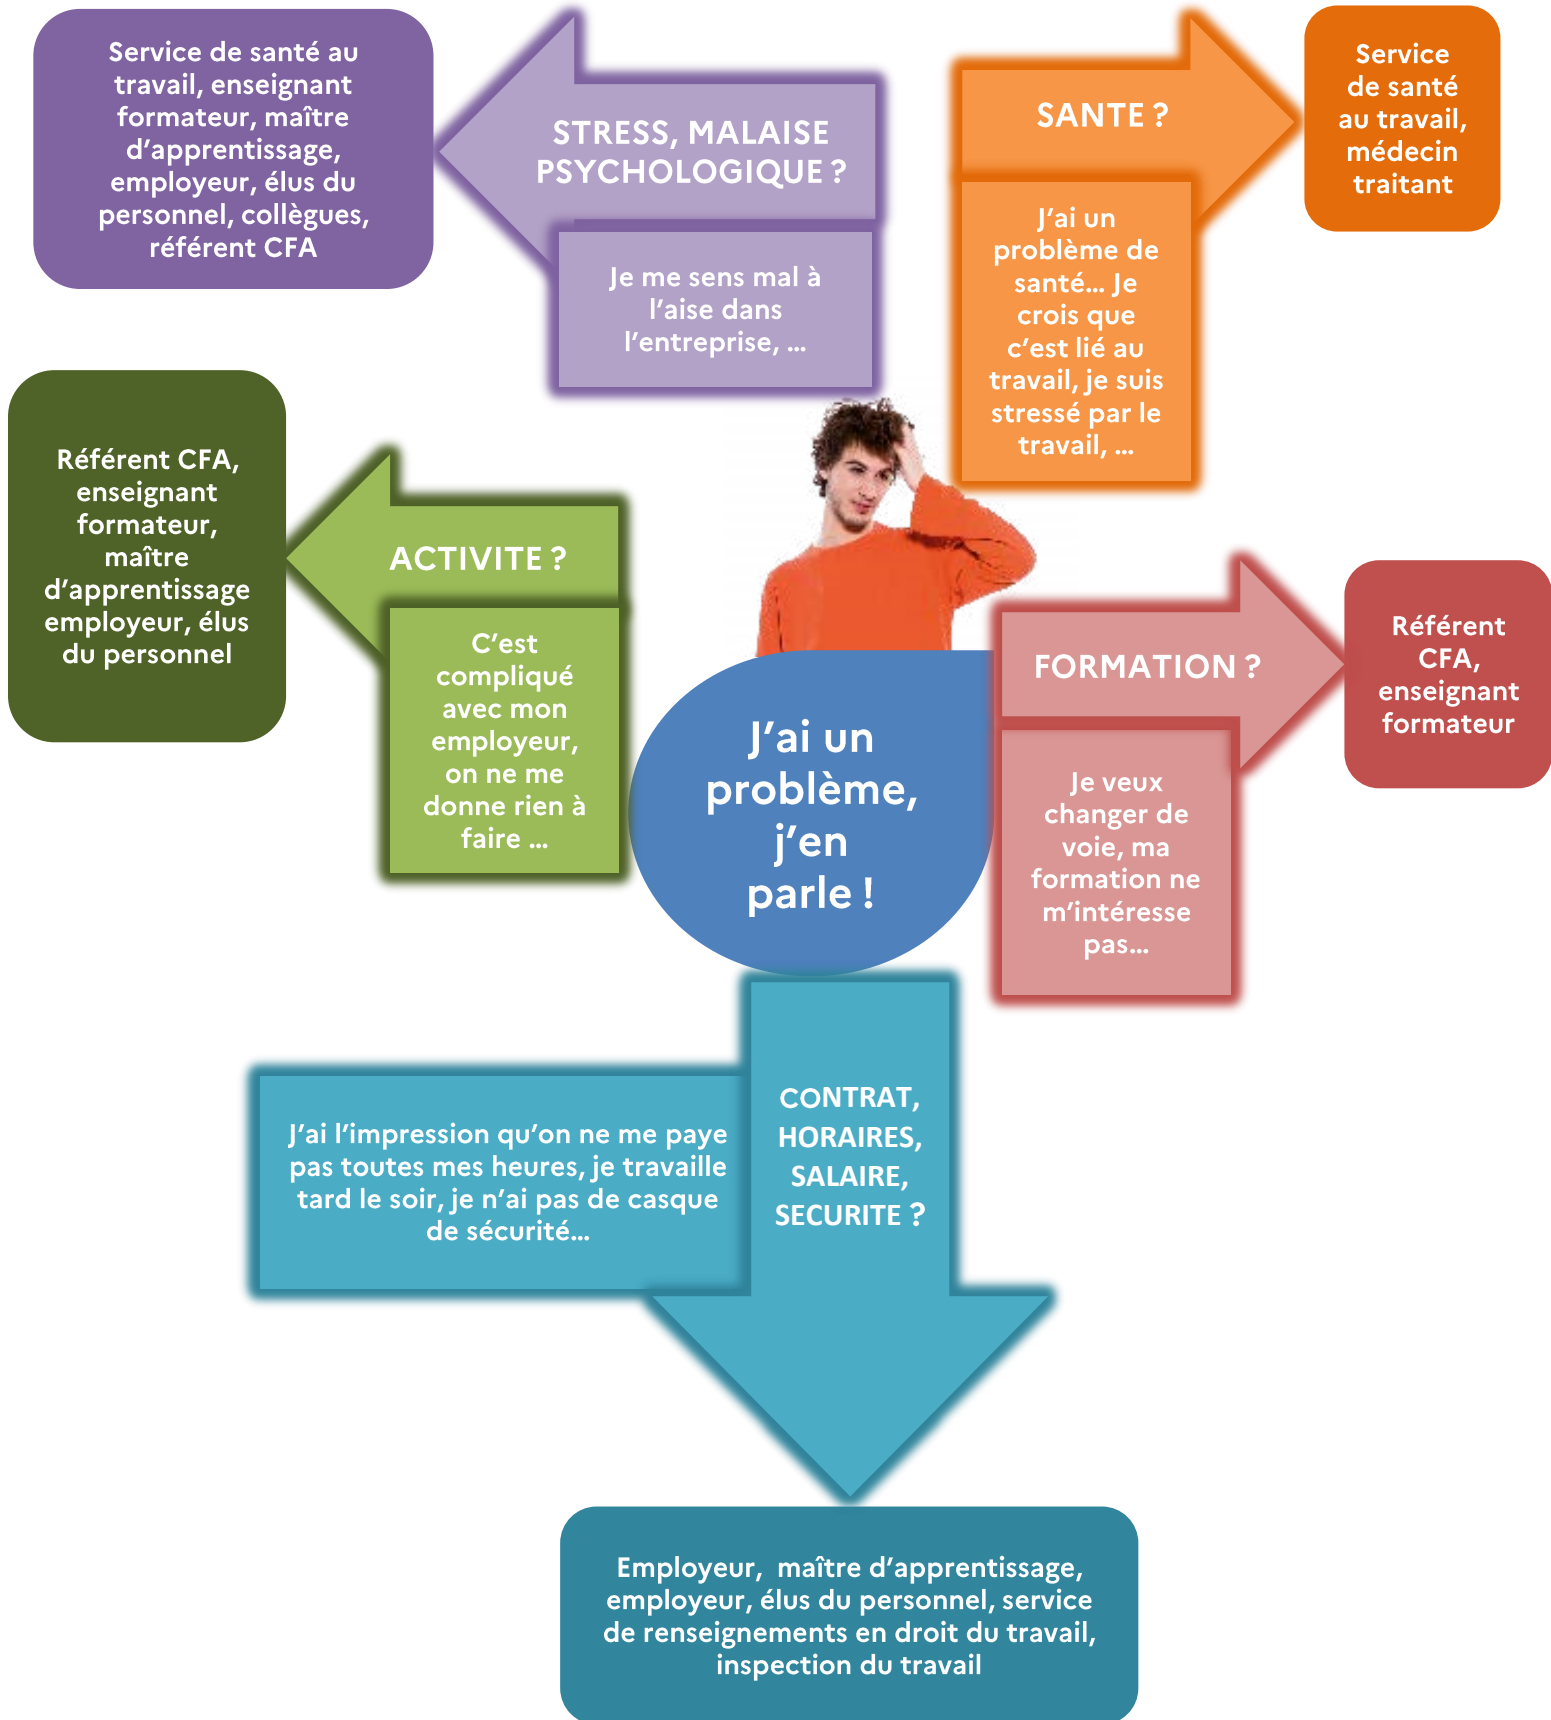 Service de santé au
travail, enseignant
formateur, maître
d'apprentissage,
employeur, élus du
personnel, collègues,
référent CFA
STRESS, MALAISE
PSYCHOLOGIQUE ?
Je me sens mal à
l'aise dans
l'entreprise, ...
SANTE ?
J'ai un
problème de
santé... Je
crois que
c'est lié au
travail, je suis
stressé par le
travail, ...
Service
de santé
au travail,
médecin
traitant
Référent CFA,
enseignant
formateur,
maître
d'apprentissage
employeur, élus
du personnel
ACTIVITE ?
C'est
compliqué
avec mon
employeur,
on ne me
donne rien à
faire ...
FORMATION ?
Je veux
changer de
voie, ma
formation ne
m'intéresse
pas...
Référent
CFA,
enseignant
formateur
J'ai un
problème,
j'en
parle !
J'ai l'impression qu'on ne me paye
pas toutes mes heures, je travaille
tard le soir, je n'ai pas de casque
de sécurité...
CONTRAT,
HORAIRES,
SALAIRE,
SECURITE ?
Employeur, maître d'apprentissage,
employeur, élus du personnel, service
de renseignements en droit du travail,
inspection du travail